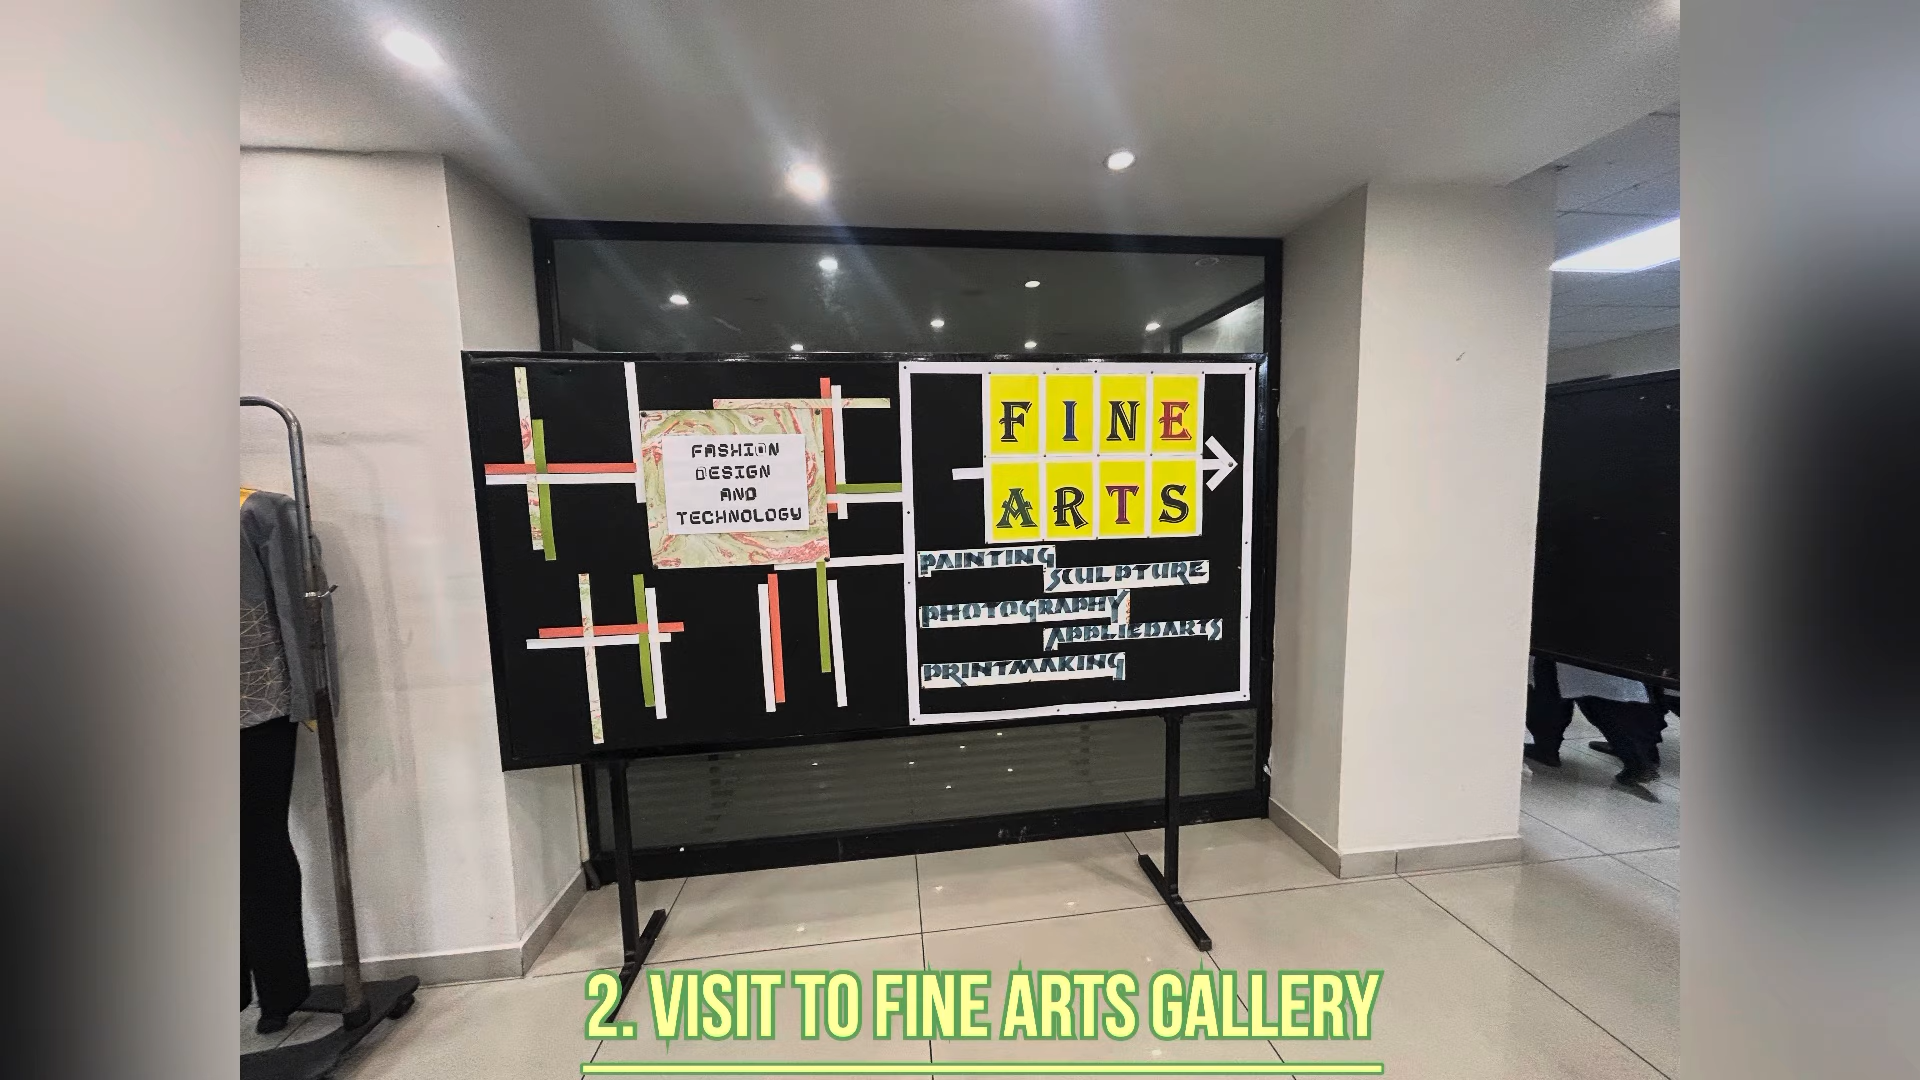 FASHION
DESIGN
AND
TECHNOLOGY
FINE
ARTS
PAINTING
SCULPTURE
PHOTOGRAPHY
APPLIEDARTS
PRINTMAKING
2. VISIT TO FINE ARTS GALLERY